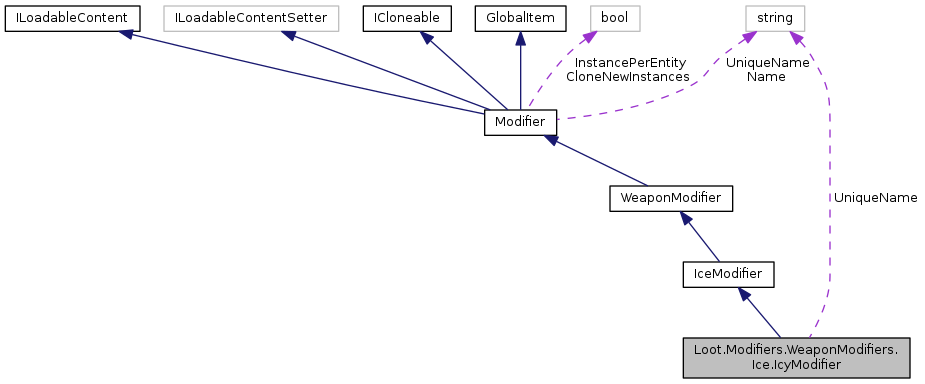 ILoadableContent
ILoadableContentSetter
ICloneable
GlobalItem
bool
string
InstancePerEntity
CloneNewInstances
UniqueName
Name
Modifier
WeaponModifier
UniqueName
IceModifier
Loot.Modifiers.WeaponModifiers.
Ice.IcyModifier